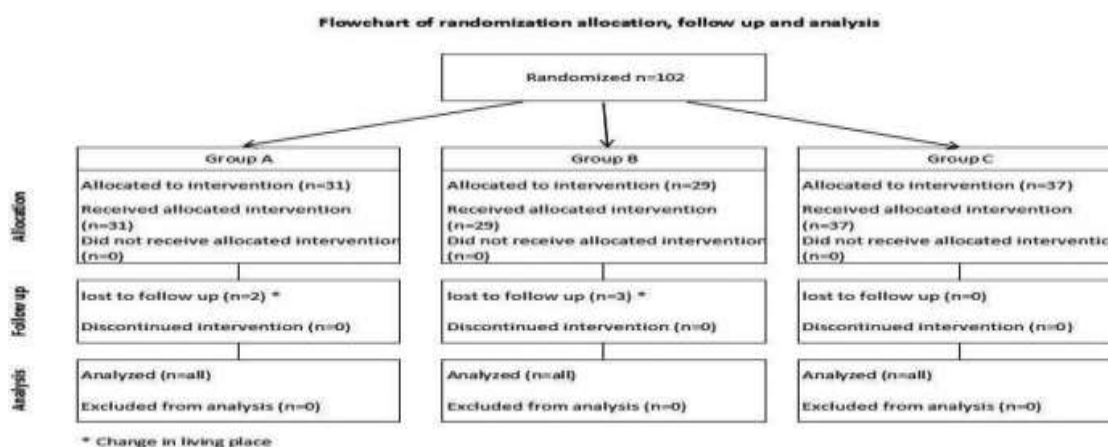 Flowchart of randomization allocation, follow up and analysis
Randomized n=102
Group A
Allocated to intervention (n=31)
Received allocated intervention
(n=31)
Did not receive allocated intervention
(n=0)
Group B
Allocated to intervention (n=29)
Received allocated intervention
(n=29)
Did not receive allocated intervention
(n=0)
Group C
Allocated to intervention (n=37)
Received allocated intervention
(n=37)
Did not receive allocated interventio
(n=0)
Allocation
lost to follow up (n=2) *
Discontinued intervention (n=0)
lost to follow up (n=3) *
Discontinued intervention (n=0)
lost to follow up (n=0)
Discontinued intervention (n=0)
Follow up
Analyzed (n=all)
Excluded from analysis (n=0)
Analyzed (n=all)
Excluded from analysis (n=0)
Analyzed (n=all)
Excluded from analysis (n=0)
Analysis
* Change in living place